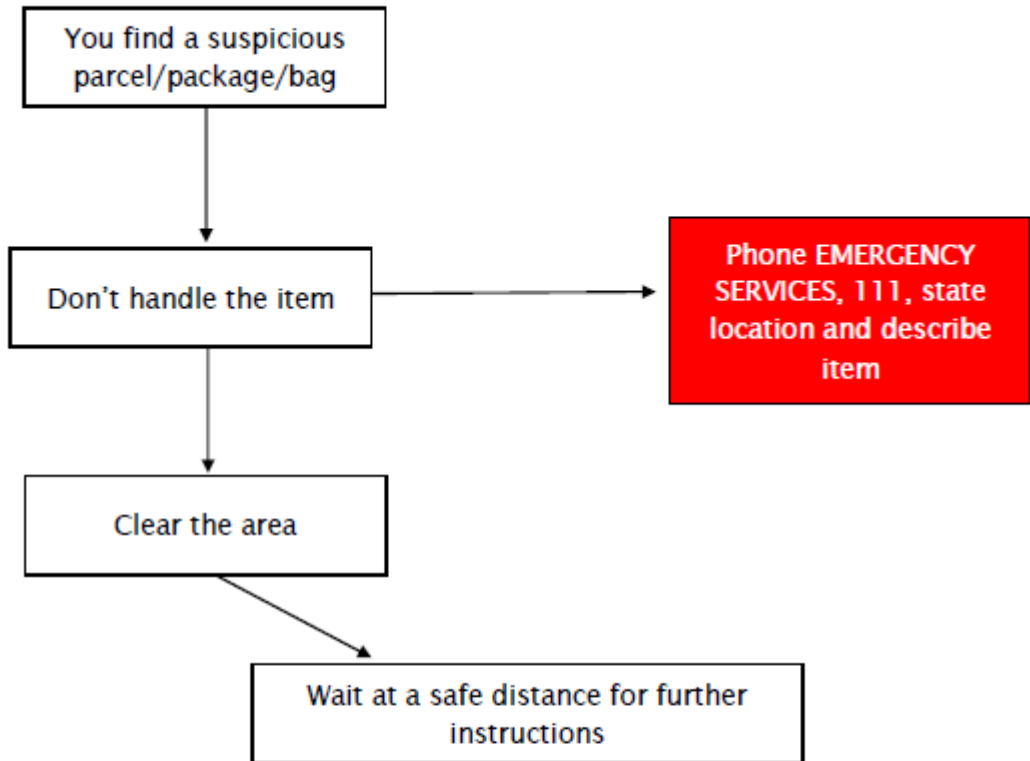 You find a suspicious
parcel/package/bag
Don't handle the item
Phone EMERGENCY
SERVICES, 111, state
location and describe
item
Clear the area
Wait at a safe distance for further
instructions